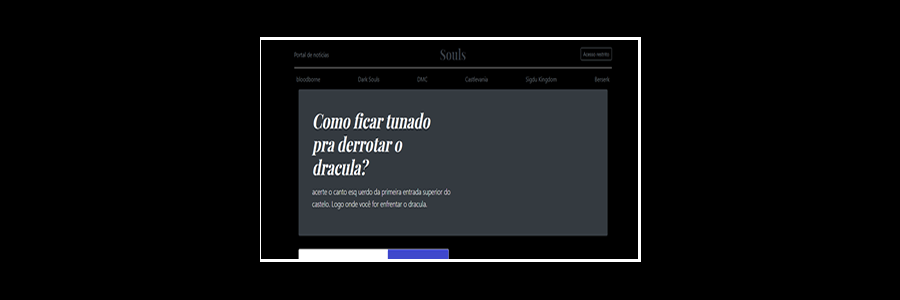 Portal de notícias
Souls
Acesso restrito
Bloodborne
Dark Souls
DMC
Castlevania
Gigdu Kingdom
Berserk
Como ficar tunado
pra derrotar o
dracula?
acerte o canto esq uerdo da primeira entrada superior do
castelo. Logo onde você for enfrentar o dracula.